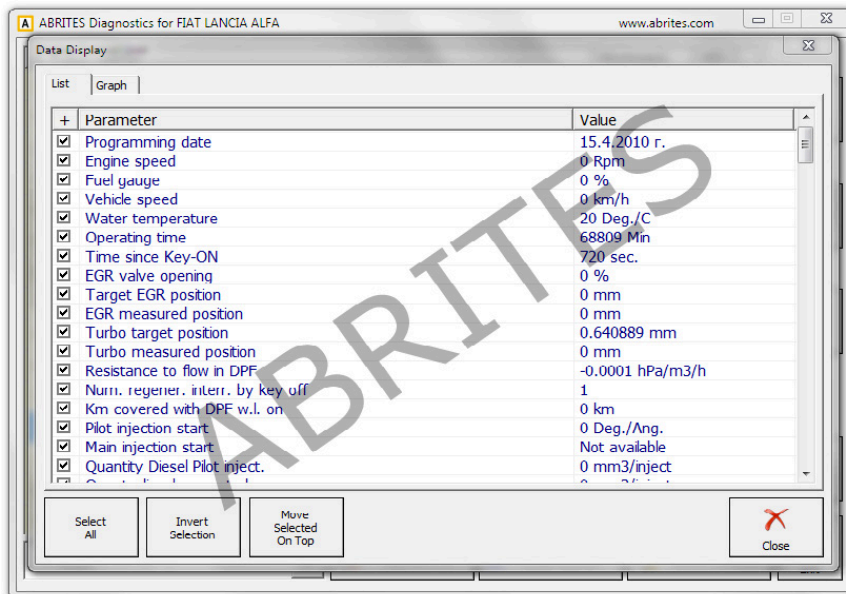 ABRITES Diagnostics for FIAT LANCIA ALFA www.abrites.com
Data Display
List Graph
+ Parameter Value
Programming date 15.4.2010 г.
Engine speed 0 Rpm
Fuel gauge 0 %
Vehicle speed 0 km/h
Water temperature 20 Deg./C
Operating time 68809 Min
Time since Key-ON 720 sec.
EGR valve opening 0 %
Target EGR position 0 mm
EGR measured position 0 mm
Turbo target position 0.640889 mm
Turbo measured position 0 mm
Resistance to flow in DPF -0.0001 hPa/m3/h
Num. regener. interr. by key off 1
Km covered with DPF w.l. on 0 km
Pilot injection start 0 Deg./Ang.
Main injection start Not available
Quantity Diesel Pilot inject. 0 mm3/inject
ABRITES
Select All
Invert Selection
Move Selected On Top
Close